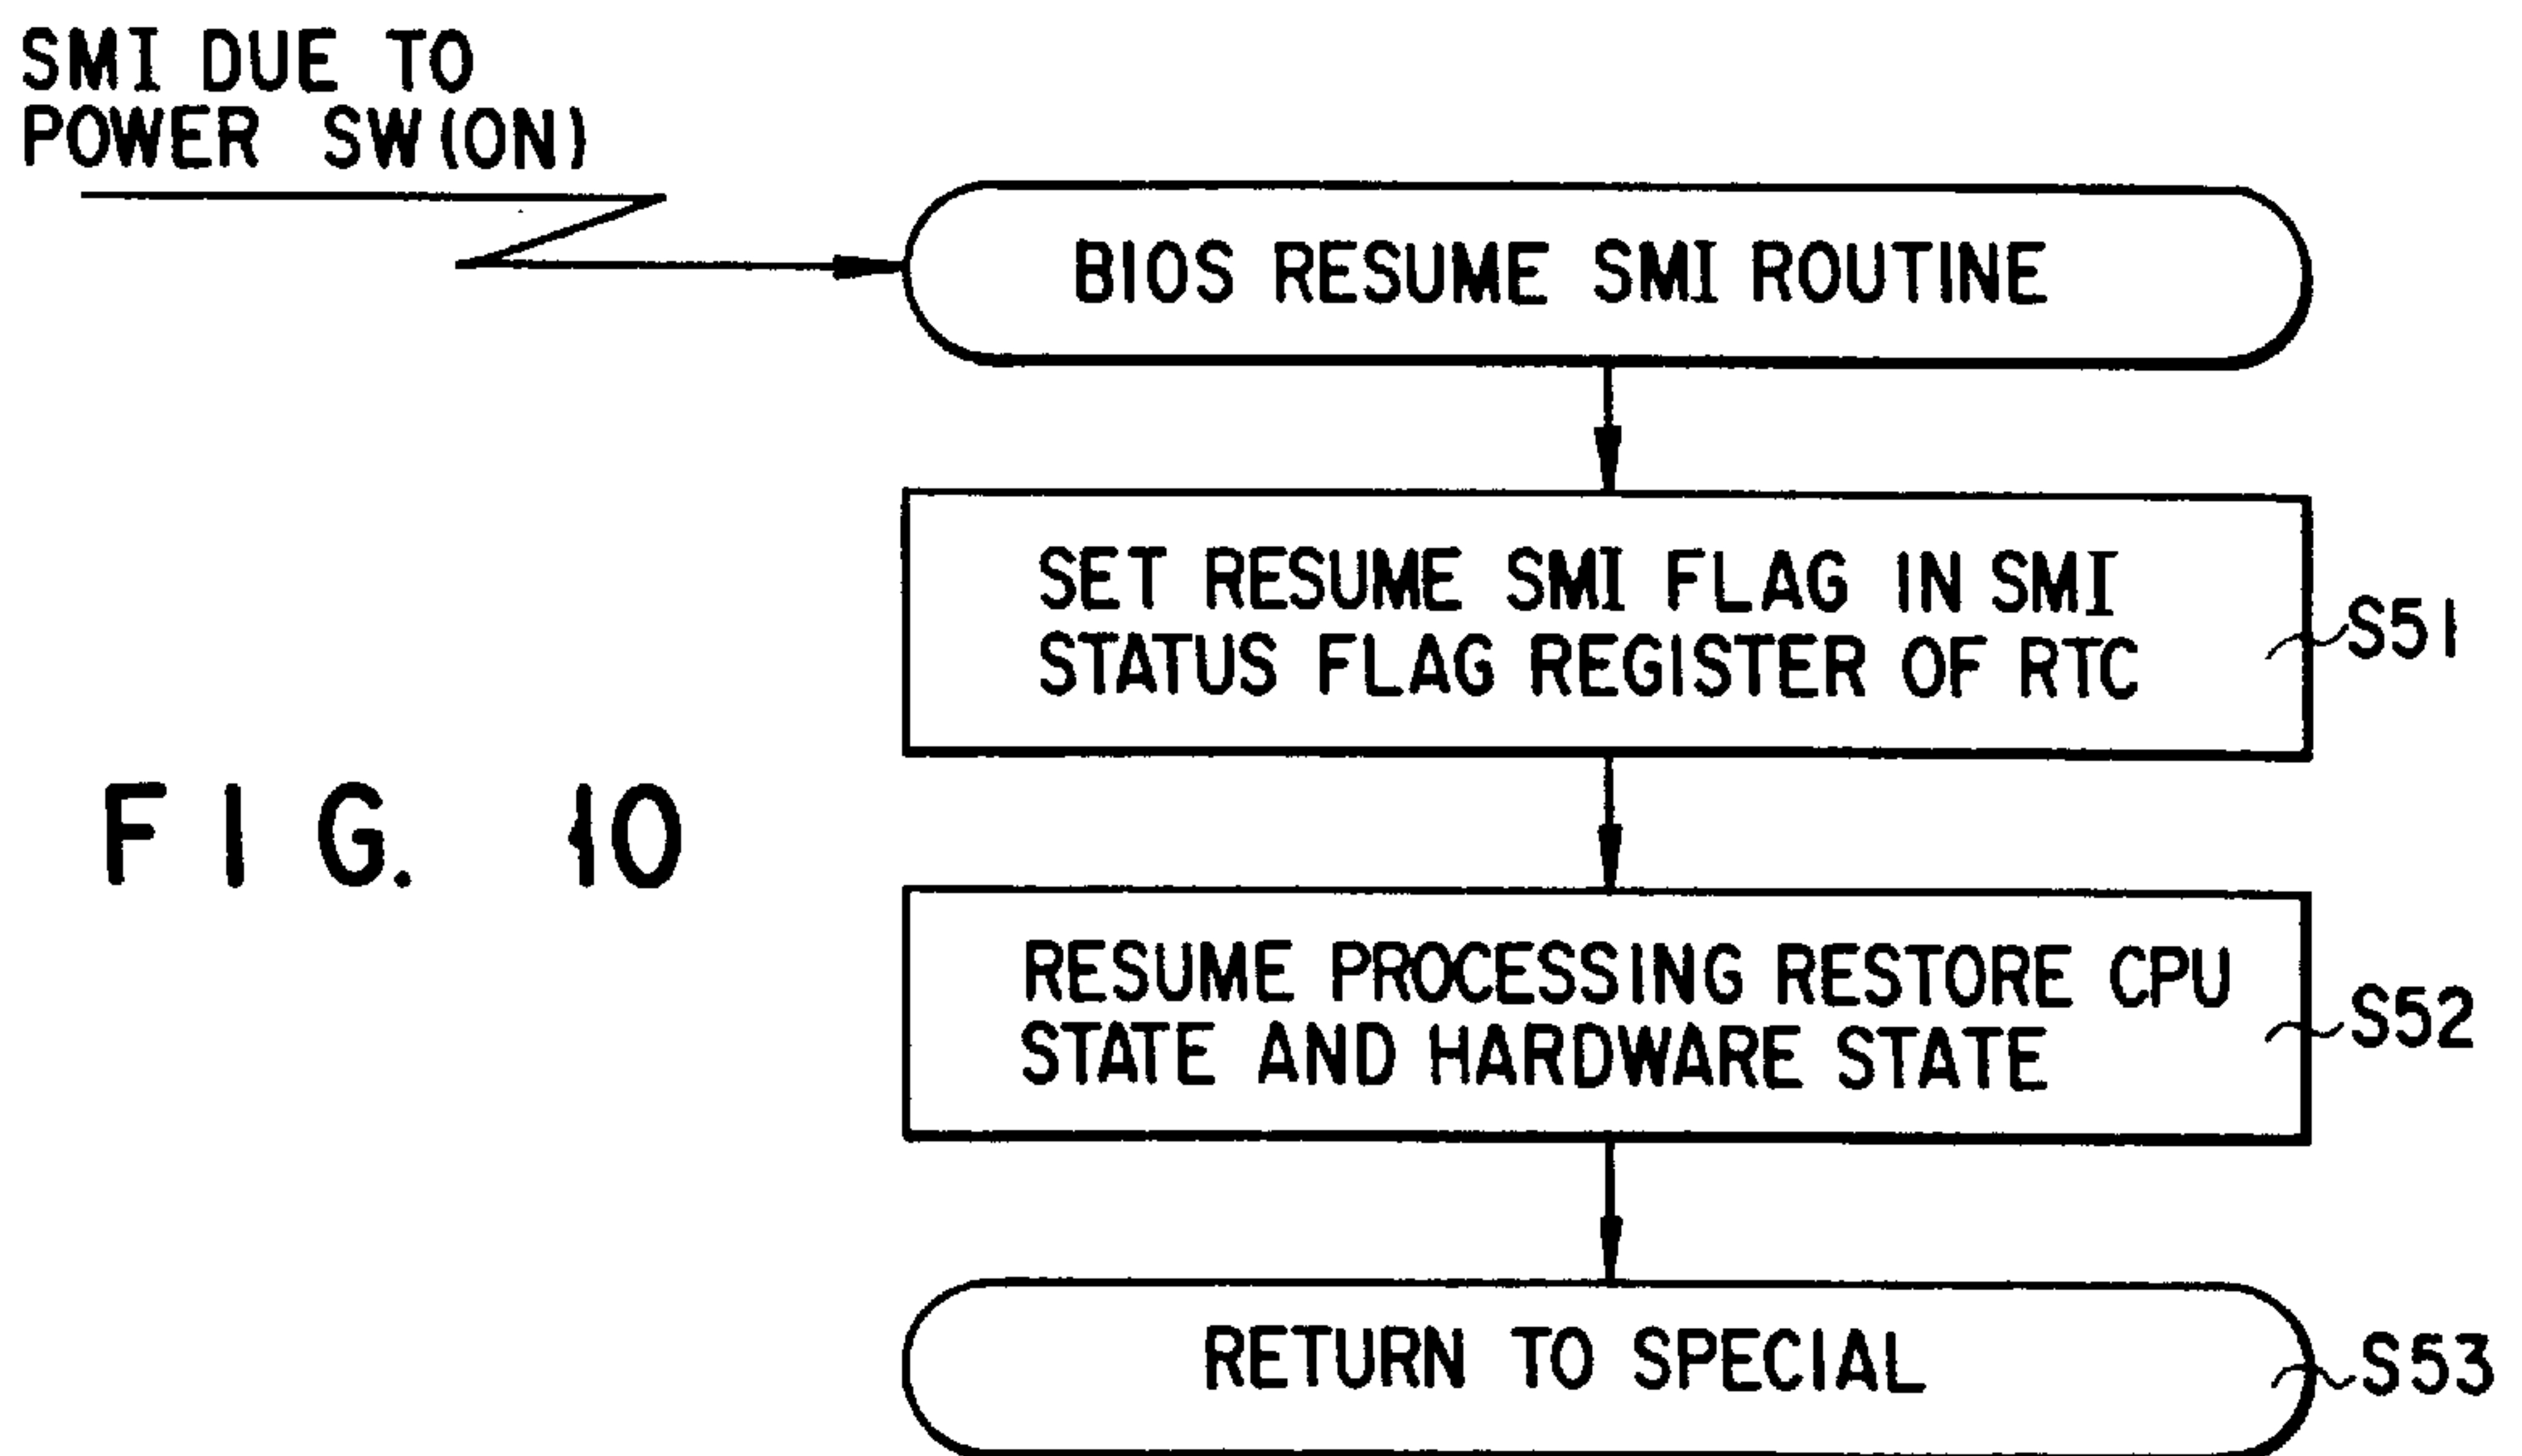 SMI DUE TO
POWER SW(ON)
BIOS RESUME SMI ROUTINE
SET RESUME SMI FLAG IN SMI
STATUS FLAG REGISTER OF RTC
S51
FIG. 10
RESUME PROCESSING RESTORE CPU
STATE AND HARDWARE STATE
S52
RETURN TO SPECIAL
S53